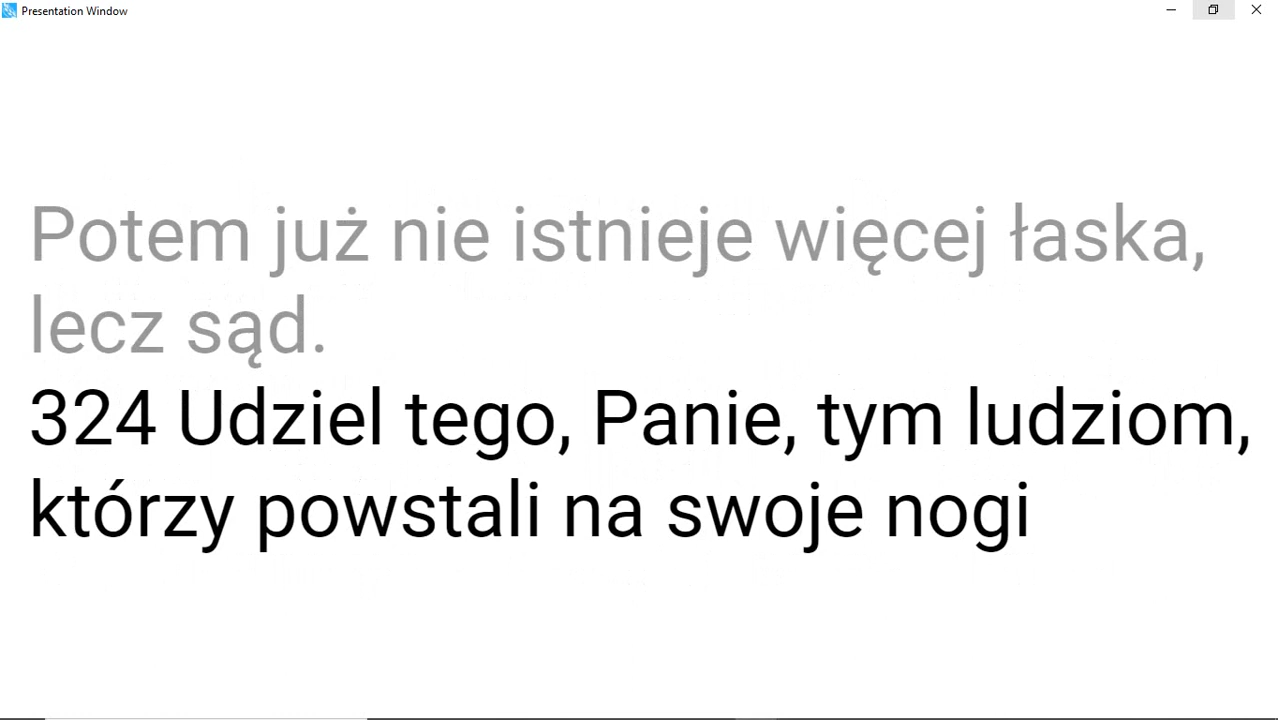 Presentation Window
Potem już nie istnieje więcej łaska,
lecz sąd.
324 Udziel tego, Panie, tym ludziom,
którzy powstali na swoje nogi